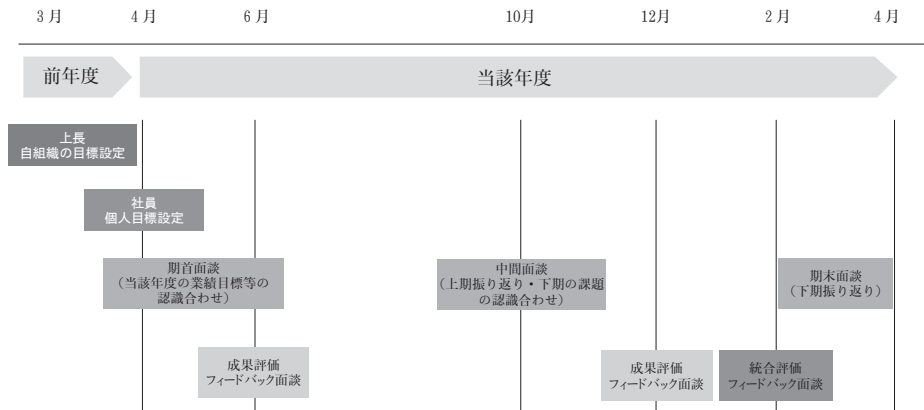 3月 4月 6月 10月 12月 2月 4月
前年度 当該年度
上長
自組織の目標設定
社員
個人目標設定
期首面談
（当該年度の業績目標等の
認識合わせ）
中間面談
（上期振り返り・下期の課題
の認識合わせ）
期末面談
（下期振り返り）
成果評価
フィードバック面談
成果評価
フィードバック面談
統合評価
フィードバック面談